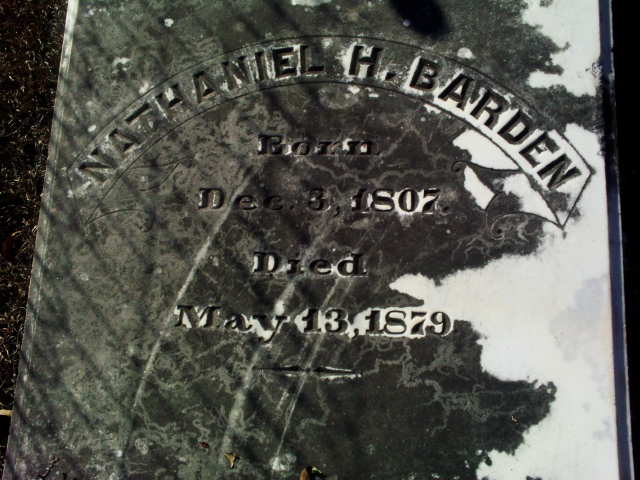 NATHANIEL H. BARDEN
Born
Dec. 3, 1807
Died
May 13, 1879